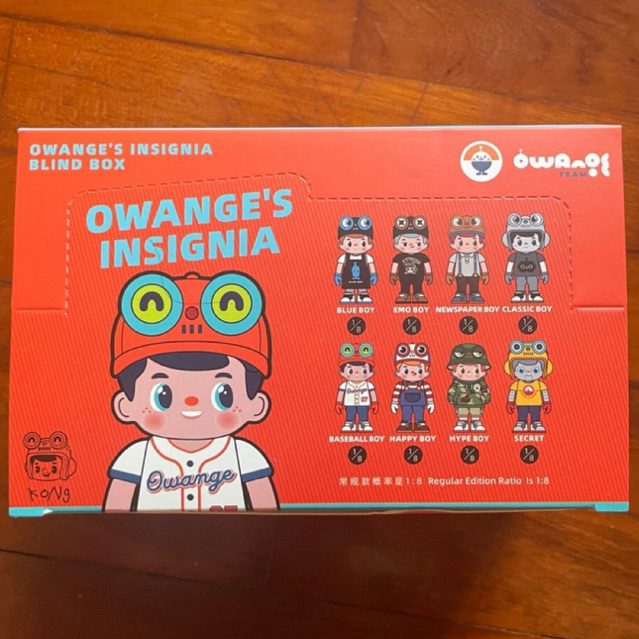 OWANGE'S INSIGNIA
BLIND BOX
OWANGE
TEAM
OWANGE'S
INSIGNIA
BLUE BOY
EMO BOY
NEWSPAPER BOY
CLASSIC BOY
1/8
1/8
1/8
1/8
BASEBALL BOY
HAPPY BOY
HYPE BOY
SECRET
1/8
1/8
1/8
1/8
常规款概率是1:8 Regular Edition Ratio Is 1:8
Owange
KONg